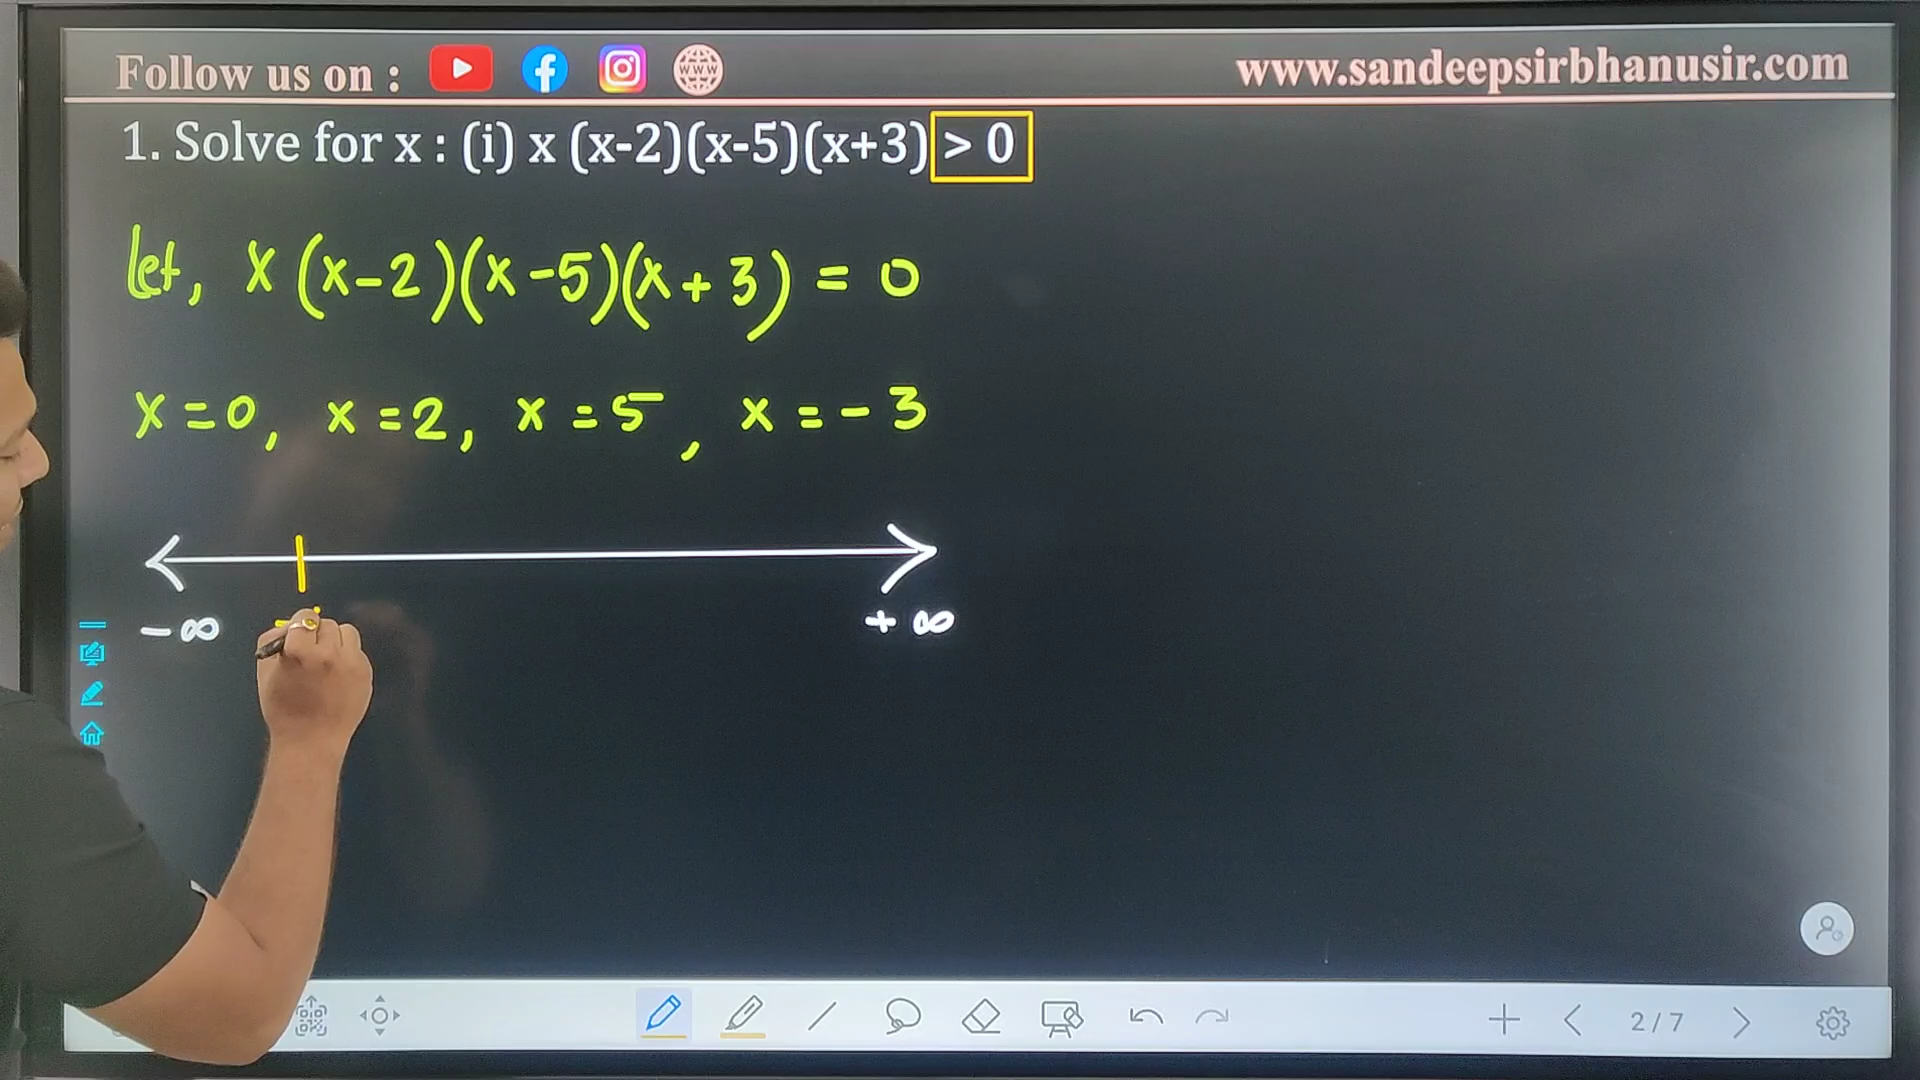 Follow us on : www.sandeepsirbhanusir.com
1. Solve for x : (i) x (x-2)(x-5)(x+3) > 0
Let, x(x-2)(x-5)(x+3) = 0
x=0, x=2, x=5, x=-3
-∞ +∞
2/7